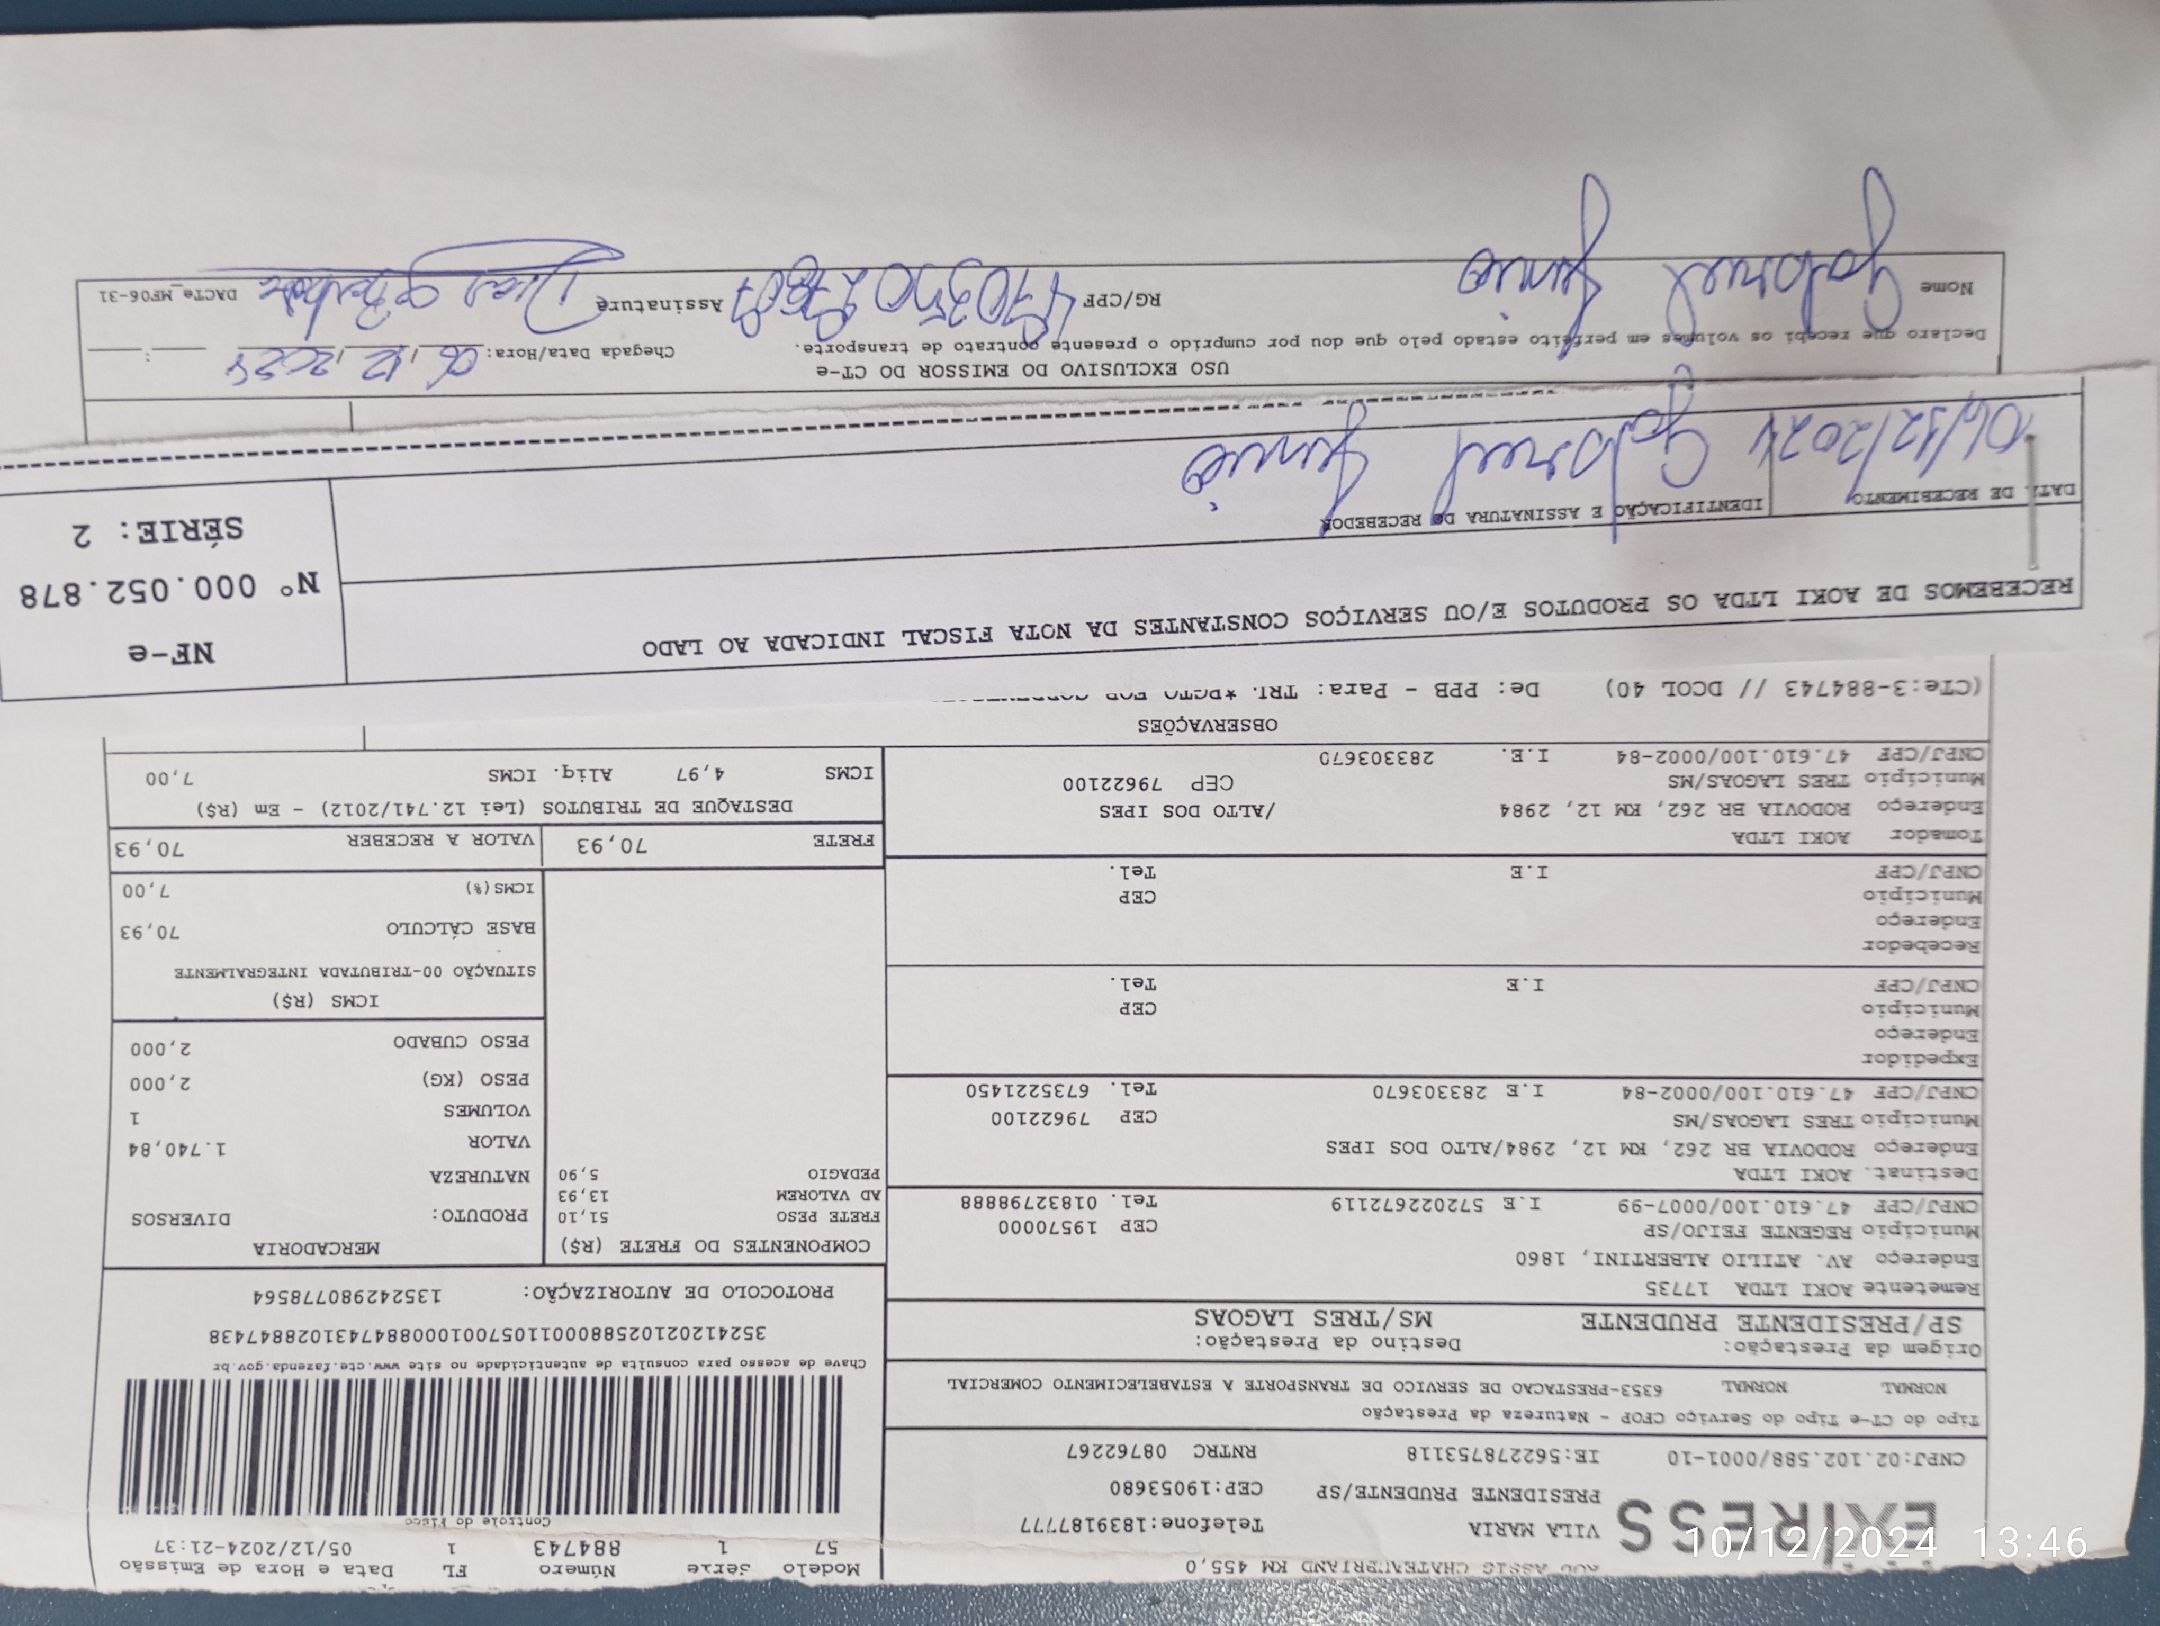 ROD ASSIS CHATEAUBRIAND KM 455,0
VILA MARIA Telefone:1839187777
PRESIDENTE PRUDENTE/SP CEP:19053680
CNPJ:02.102.588/0001-10 IE:562278753118 RNTRC 08762267
Modelo Série Número FL Data e Hora de Emissão
57 1 884743 1 05/12/2024-21:37
Controle do Fisco
Tipo do CT-e Tipo do Serviço CFOP - Natureza da Prestação
NORMAL NORMAL 6353-PRESTACAO DE SERVICO DE TRANSPORTE A ESTABELECIMENTO COMERCIAL
Chave de acesso para consulta de autenticidade no site www.cte.fazenda.gov.br
35241202102588000110570010008847431028847438
Origem da Prestação: Destino da Prestação:
SP/PRESIDENTE PRUDENTE MS/TRES LAGOAS
PROTOCOLO DE AUTORIZAÇÃO: 135242980778564
Remetente AOKI LTDA 17735
Endereço AV. ATILIO ALBERTINI, 1860
Município REGENTE FEIJO/SP CEP 19570000
CNPJ/CPF 47.610.100/0007-99 I.E 572022672119 Tel. 01832798888
Destinat. AOKI LTDA
Endereço RODOVIA BR 262, KM 12, 2984/ALTO DOS IPES
Município TRES LAGOAS/MS CEP 79622100
CNPJ/CPF 47.610.100/0002-84 I.E 283303670 Tel. 6735221450
Expedidor
Endereço
Município CEP
CNPJ/CPF I.E Tel.
Recebedor
Endereço
Município CEP
CNPJ/CPF I.E Tel.
Tomador AOKI LTDA
Endereço RODOVIA BR 262, KM 12, 2984 /ALTO DOS IPES
Município TRES LAGOAS/MS CEP 79622100
CNPJ/CPF 47.610.100/0002-84 I.E. 283303670
COMPONENTES DO FRETE (R$)
FRETE PESO 51,10
AD VALOREM 13,93
PEDAGIO 5,90
MERCADORIA
PRODUTO: DIVERSOS
NATUREZA
VALOR 1.740,84
VOLUMES 1
PESO (KG) 2,000
PESO CUBADO 2,000
ICMS (R$)
SITUAÇÃO 00-TRIBUTADA INTEGRALMENTE
BASE CÁLCULO 70,93
ICMS(%) 7,00
FRETE 70,93 VALOR A RECEBER 70,93
DESTAQUE DE TRIBUTOS (Lei 12.741/2012) - Em (R$)
ICMS 4,97 Aliq. ICMS 7,00
OBSERVAÇÕES
(CTe:3-884743 // DCOL 40) De: PPB - Para: TRL
RECEBEMOS DE AOKI LTDA OS PRODUTOS E/OU SERVIÇOS CONSTANTES DA NOTA FISCAL INDICADA AO LADO
NF-e
Nº 000.052.878
SÉRIE: 2
DATA DE RECEBIMENTO IDENTIFICAÇÃO E ASSINATURA DO RECEBEDOR
06/12/2024 Gabriel Junio
USO EXCLUSIVO DO EMISSOR DO CT-e
Declaro que recebi os volumes em perfeito estado pelo que dou por cumprido o presente contrato de transporte.
Chegada Data/Hora: 06, 12, 2024 :
Nome Gabriel Junio RG/CPF Assinatura DACTe_MF06-31
EXPRESS
10/12/2024 13:46